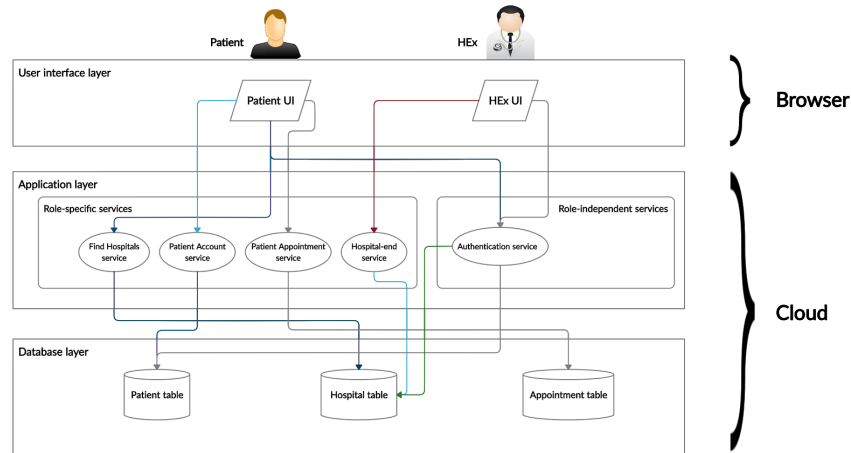 Patient
HEx
User interface layer
Patient UI
HEx UI
Browser
Application layer
Role-specific services
Role-independent services
Find Hospitals
service
Patient Account
service
Patient Appointment
service
Hospital-end
service
Authentication service
Cloud
Database layer
Patient table
Hospital table
Appointment table